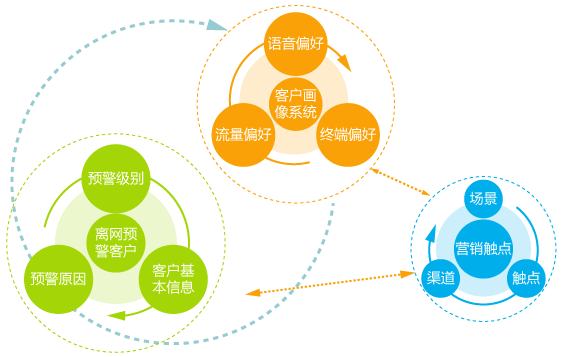 语音偏好
客户画
像系统
流量偏好
终端偏好
预警级别
离网预
警客户
预警原因
客户基
本信息
场景
营销触点
渠道
触点